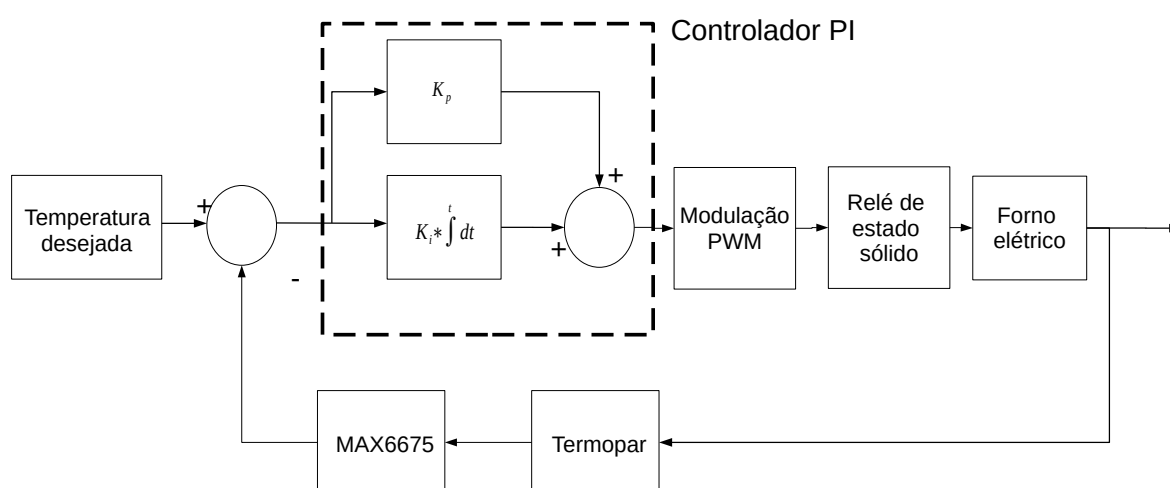 Controlador PI
K_p
+
Temperatura
desejada
+
-
K_i*∫^t dt
+
Modulação
PWM
Relé de
estado
sólido
Forno
elétrico
MAX6675
Termopar